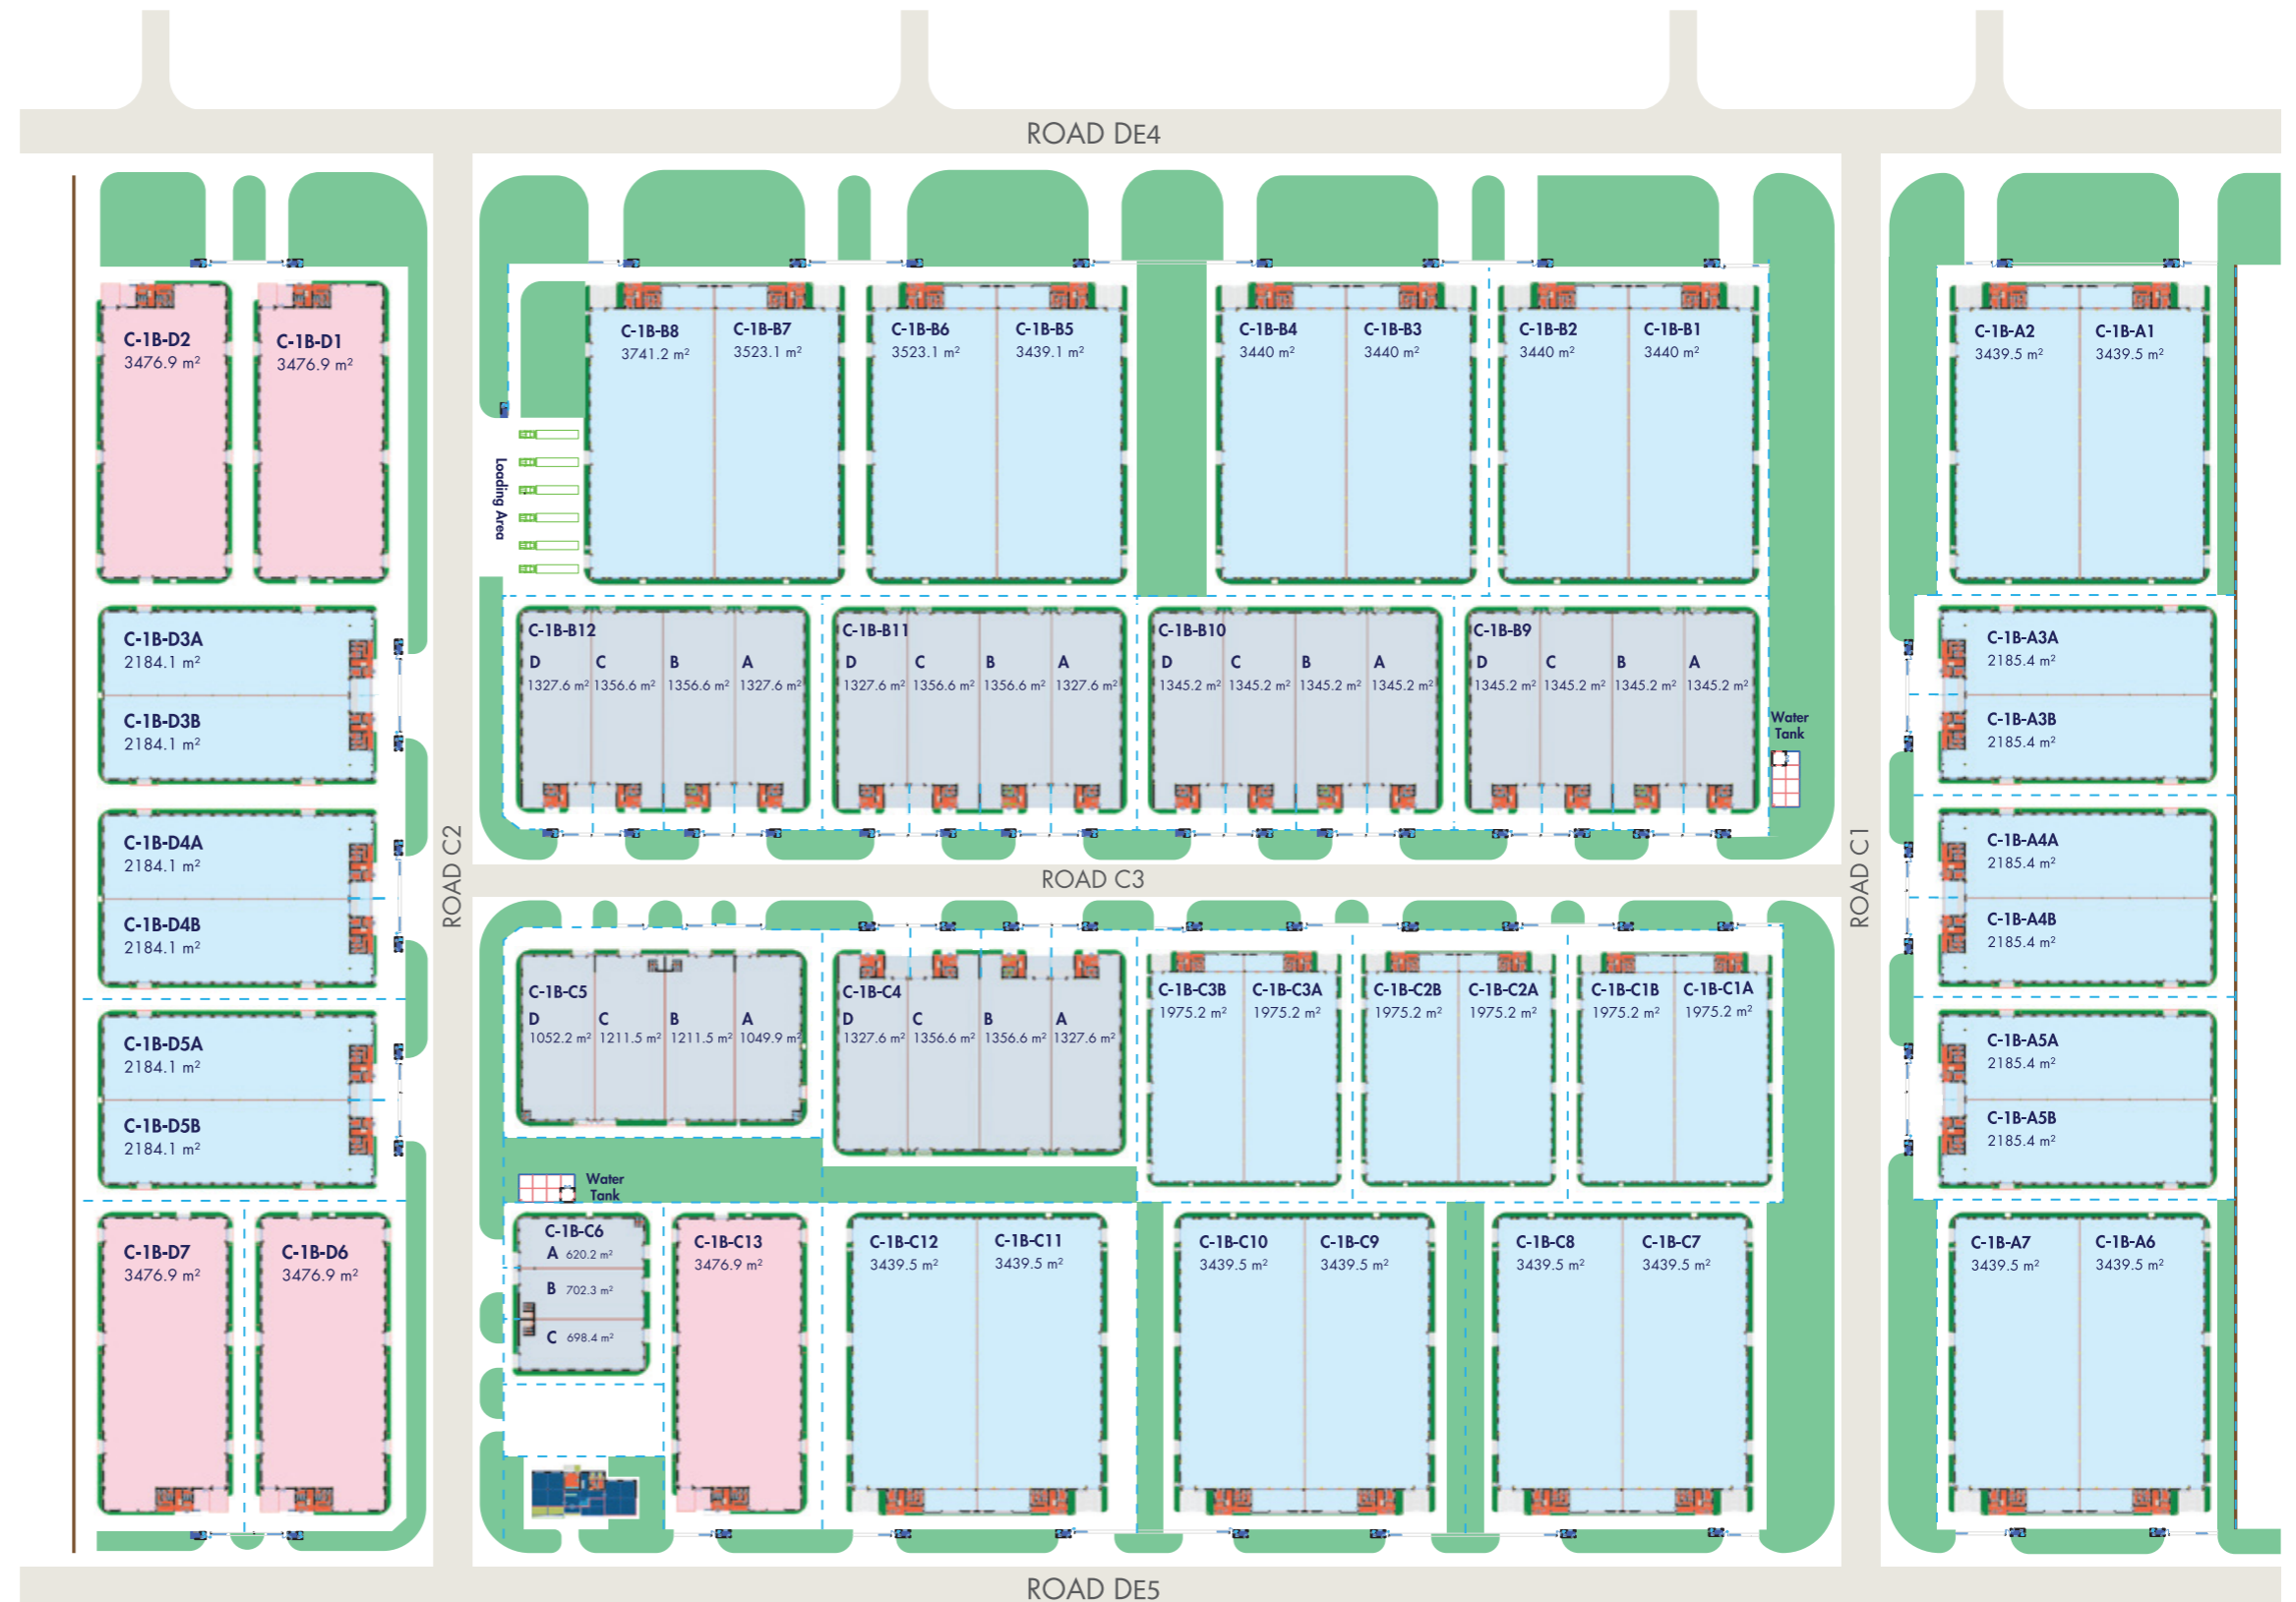 ROAD DE4
C-1B-D2
3476.9 m²
C-1B-D1
3476.9 m²
C-1B-D3A
2184.1 m²
C-1B-D3B
2184.1 m²
C-1B-D4A
2184.1 m²
C-1B-D4B
2184.1 m²
C-1B-D5A
2184.1 m²
C-1B-D5B
2184.1 m²
C-1B-D7
3476.9 m²
C-1B-D6
3476.9 m²
ROAD C2
Loading Area
C-1B-B8
3741.2 m²
C-1B-B7
3523.1 m²
C-1B-B6
3523.1 m²
C-1B-B5
3439.1 m²
C-1B-B4
3440 m²
C-1B-B3
3440 m²
C-1B-B2
3440 m²
C-1B-B1
3440 m²
C-1B-B12
D C B A
1327.6 m² 1356.6 m² 1356.6 m² 1327.6 m²
C-1B-B11
D C B A
1327.6 m² 1356.6 m² 1356.6 m² 1327.6 m²
C-1B-B10
D C B A
1345.2 m² 1345.2 m² 1345.2 m² 1345.2 m²
C-1B-B9
D C B A
1345.2 m² 1345.2 m² 1345.2 m² 1345.2 m²
Water
Tank
ROAD C3
C-1B-C5
D C B A
1052.2 m² 1211.5 m² 1211.5 m² 1049.9 m²
C-1B-C4
D C B A
1327.6 m² 1356.6 m² 1356.6 m² 1327.6 m²
C-1B-C3B
1975.2 m²
C-1B-C3A
1975.2 m²
C-1B-C2B
1975.2 m²
C-1B-C2A
1975.2 m²
C-1B-C1B
1975.2 m²
C-1B-C1A
1975.2 m²
Water
Tank
C-1B-C6
A 620.2 m²
B 702.3 m²
C 698.4 m²
C-1B-C13
3476.9 m²
C-1B-C12
3439.5 m²
C-1B-C11
3439.5 m²
C-1B-C10
3439.5 m²
C-1B-C9
3439.5 m²
C-1B-C8
3439.5 m²
C-1B-C7
3439.5 m²
ROAD C1
C-1B-A2
3439.5 m²
C-1B-A1
3439.5 m²
C-1B-A3A
2185.4 m²
C-1B-A3B
2185.4 m²
C-1B-A4A
2185.4 m²
C-1B-A4B
2185.4 m²
C-1B-A5A
2185.4 m²
C-1B-A5B
2185.4 m²
C-1B-A7
3439.5 m²
C-1B-A6
3439.5 m²
ROAD DE5